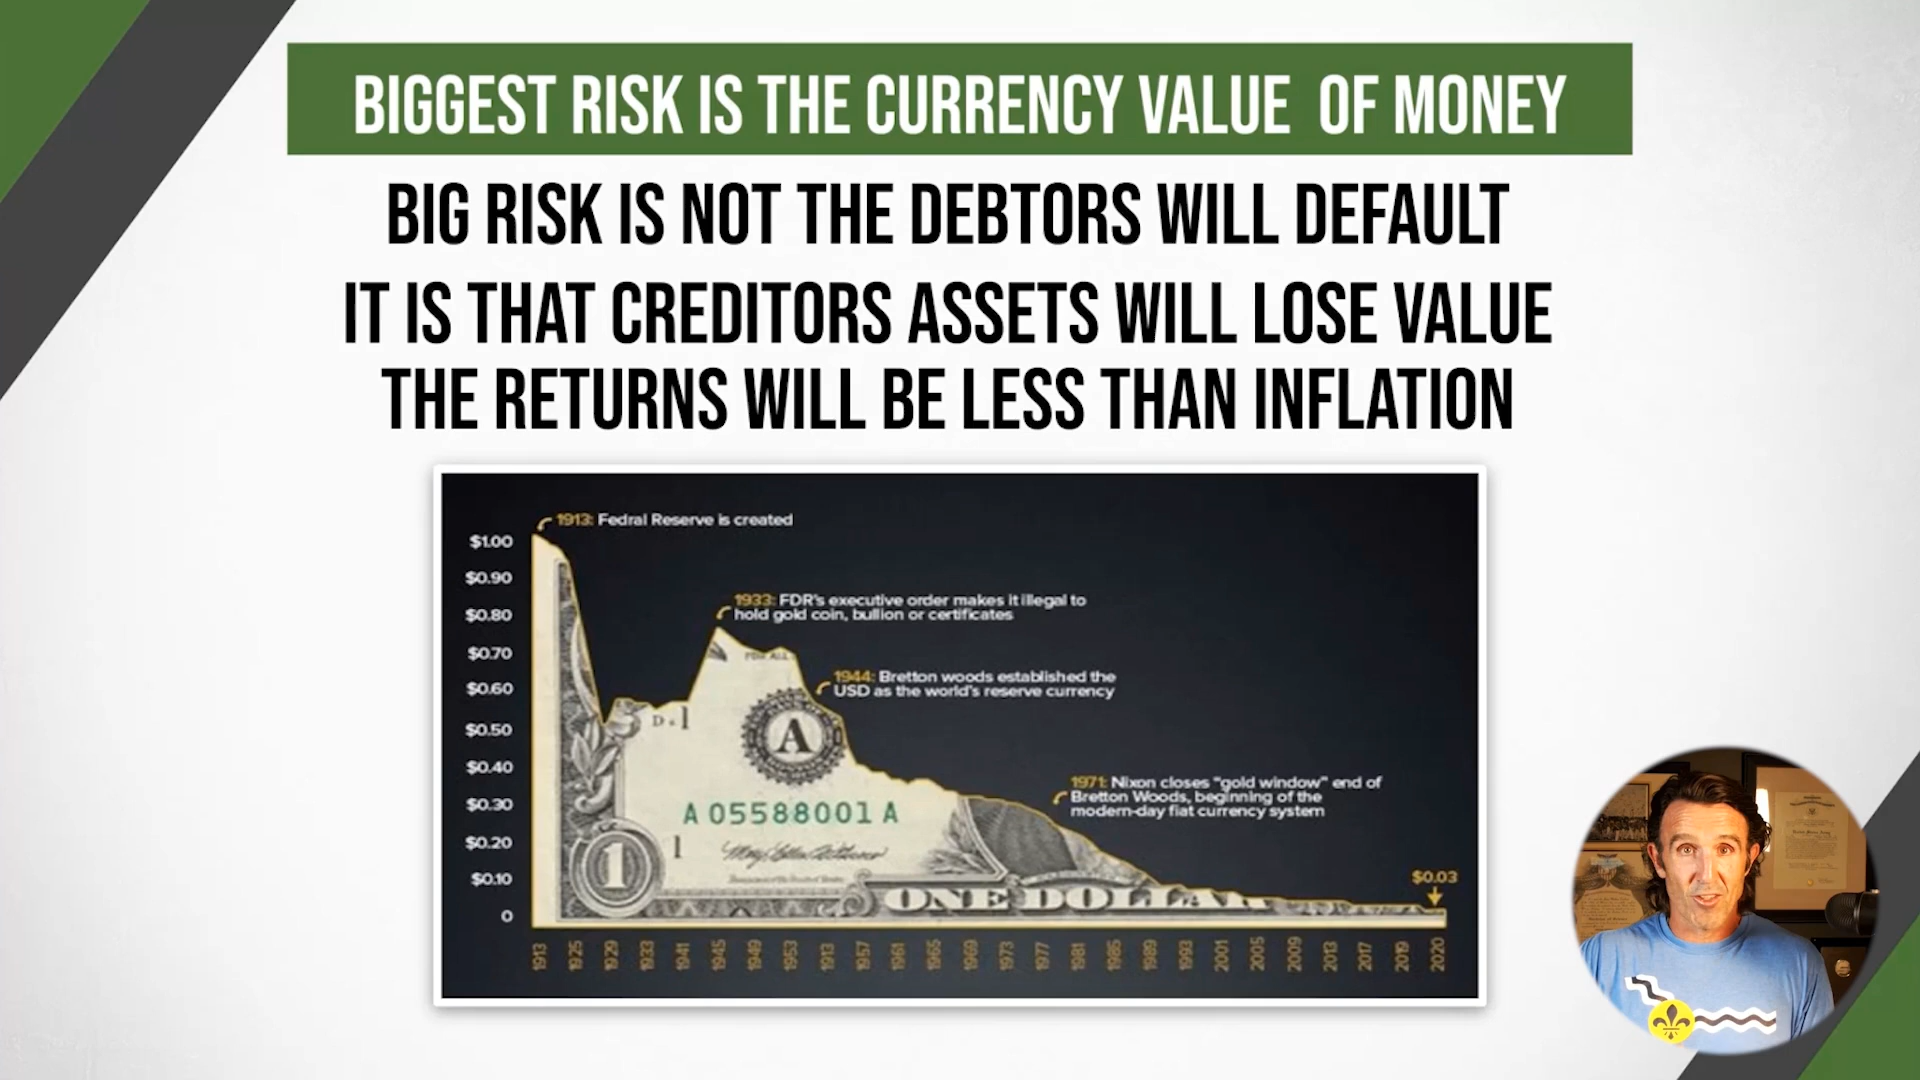 BIGGEST RISK IS THE CURRENCY VALUE OF MONEY
BIG RISK IS NOT THE DEBTORS WILL DEFAULT
IT IS THAT CREDITORS ASSETS WILL LOSE VALUE
THE RETURNS WILL BE LESS THAN INFLATION
1913: Fedral Reserve is created
$1.00
$0.90
$0.80
$0.70
$0.60
$0.50
$0.40
$0.30
$0.20
$0.10
0
1933: FDR's executive order makes it illegal to
hold gold coin, bullion or certificates
1944: Bretton woods established the
USD as the world's reserve currency
1971: Nixon closes "gold window" end of
Bretton Woods, beginning of the
modern-day fiat currency system
$0.03
FOR ALL
D 1
A
A 05588001 A
1
1
ONE DOLLAR
1913 1925 1929 1933 1941 1945 1949 1953 1913 1957 1961 1965 1969 1973 1977 1981 1985 1989 1993 2001 2005 2009 2013 2017 2019 2020